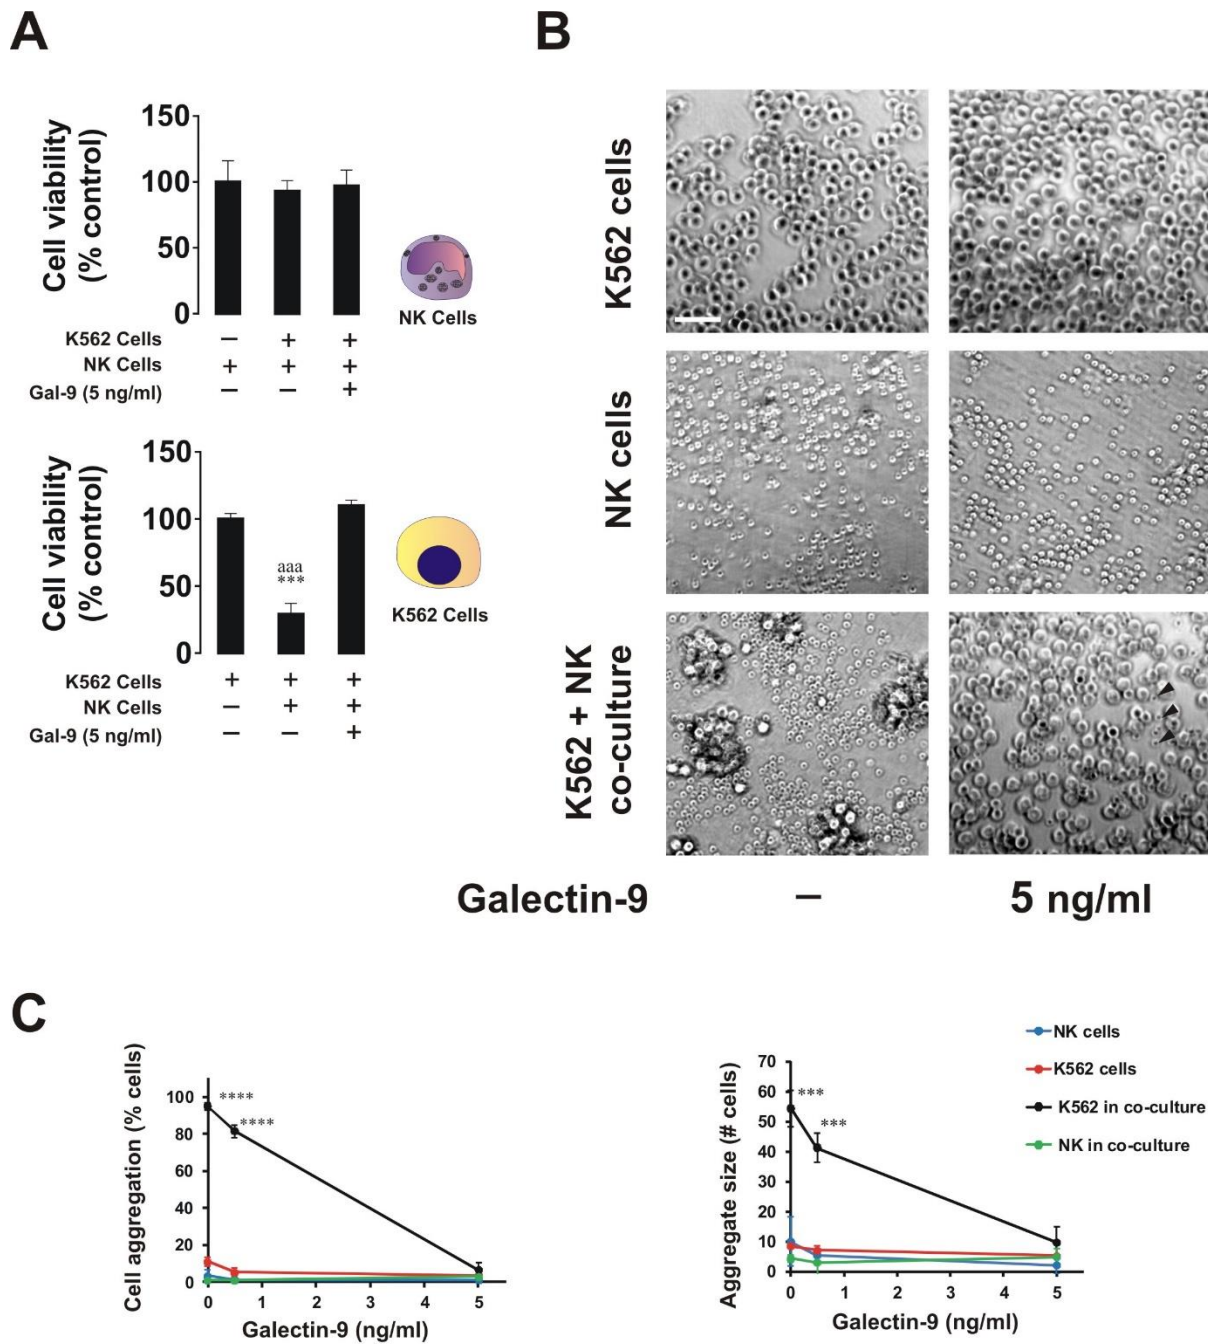 A
Cell viability
(% control)
150
100
50
0
K562 Cells – + +
NK Cells + + +
Gal-9 (5 ng/ml) – – +
NK Cells
Cell viability
(% control)
150
100
50
0
aaa
***
K562 Cells + + +
NK Cells – + +
Gal-9 (5 ng/ml) – – +
K562 Cells
B
K562 cells
NK cells
K562 + NK
co-culture
Galectin-9 – 5 ng/ml
C
Cell aggregation (% cells)
100
80
60
40
20
0
****
****
0 1 2 3 4 5
Galectin-9 (ng/ml)
Aggregate size (# cells)
70
60
50
40
30
20
10
0
***
***
0 1 2 3 4 5
Galectin-9 (ng/ml)
NK cells
K562 cells
K562 in co-culture
NK in co-culture